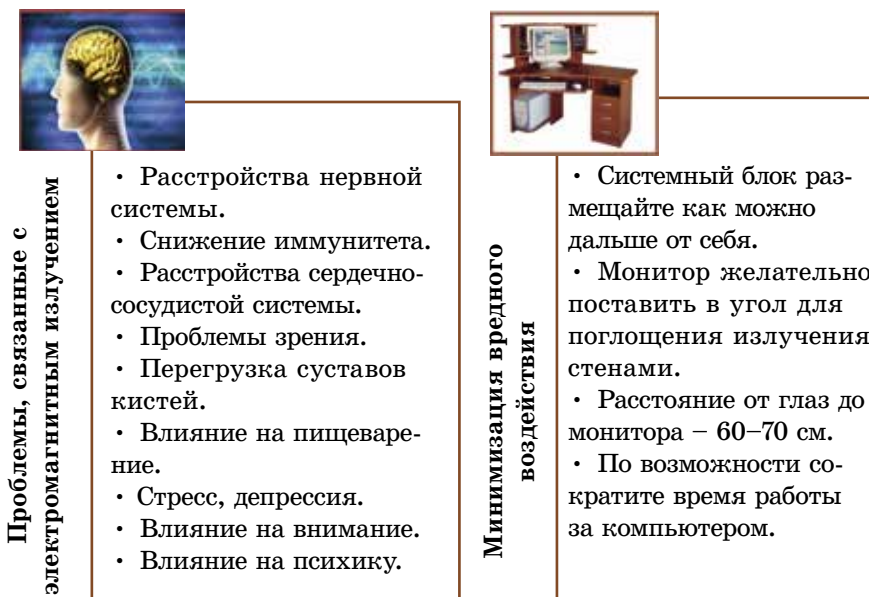 Проблемы, связанные с
электромагнитным излучением
• Расстройства нервной
системы.
• Снижение иммунитета.
• Расстройства сердечно-
сосудистой системы.
• Проблемы зрения.
• Перегрузка суставов
кистей.
• Влияние на пищеваре-
ние.
• Стресс, депрессия.
• Влияние на внимание.
• Влияние на психику.
Минимизация вредного
воздействия
• Системный блок раз-
мещайте как можно
дальше от себя.
• Монитор желательно
поставить в угол для
поглощения излучения
стенами.
• Расстояние от глаз до
монитора – 60–70 см.
• По возможности со-
кратите время работы
за компьютером.